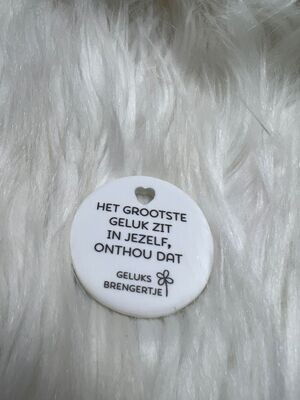 HET GROOTSTE
GELUK ZIT
IN JEZELF,
ONTHOU DAT
GELUKS
BRENGERTJE